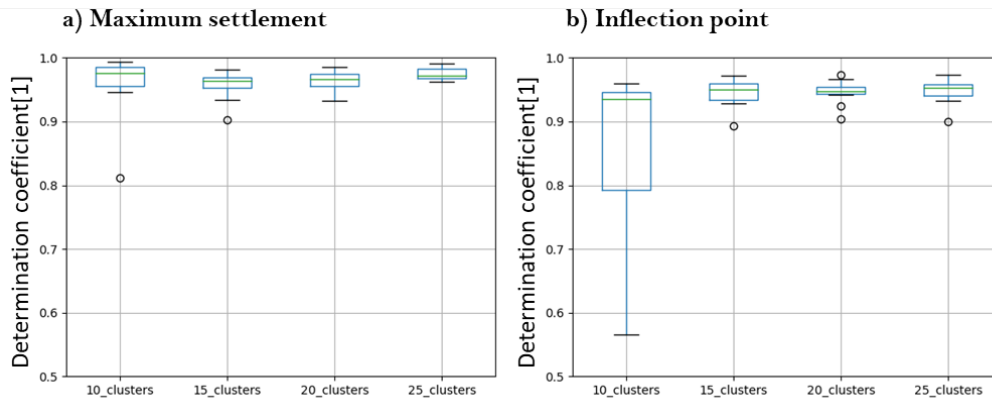 a) Maximum settlement
b) Inflection point
Determination coefficient[1]
1.0
0.9
0.8
0.7
0.6
0.5
10_clusters
15_clusters
20_clusters
25_clusters
Determination coefficient[1]
1.0
0.9
0.8
0.7
0.6
0.5
10_clusters
15_clusters
20_clusters
25_clusters